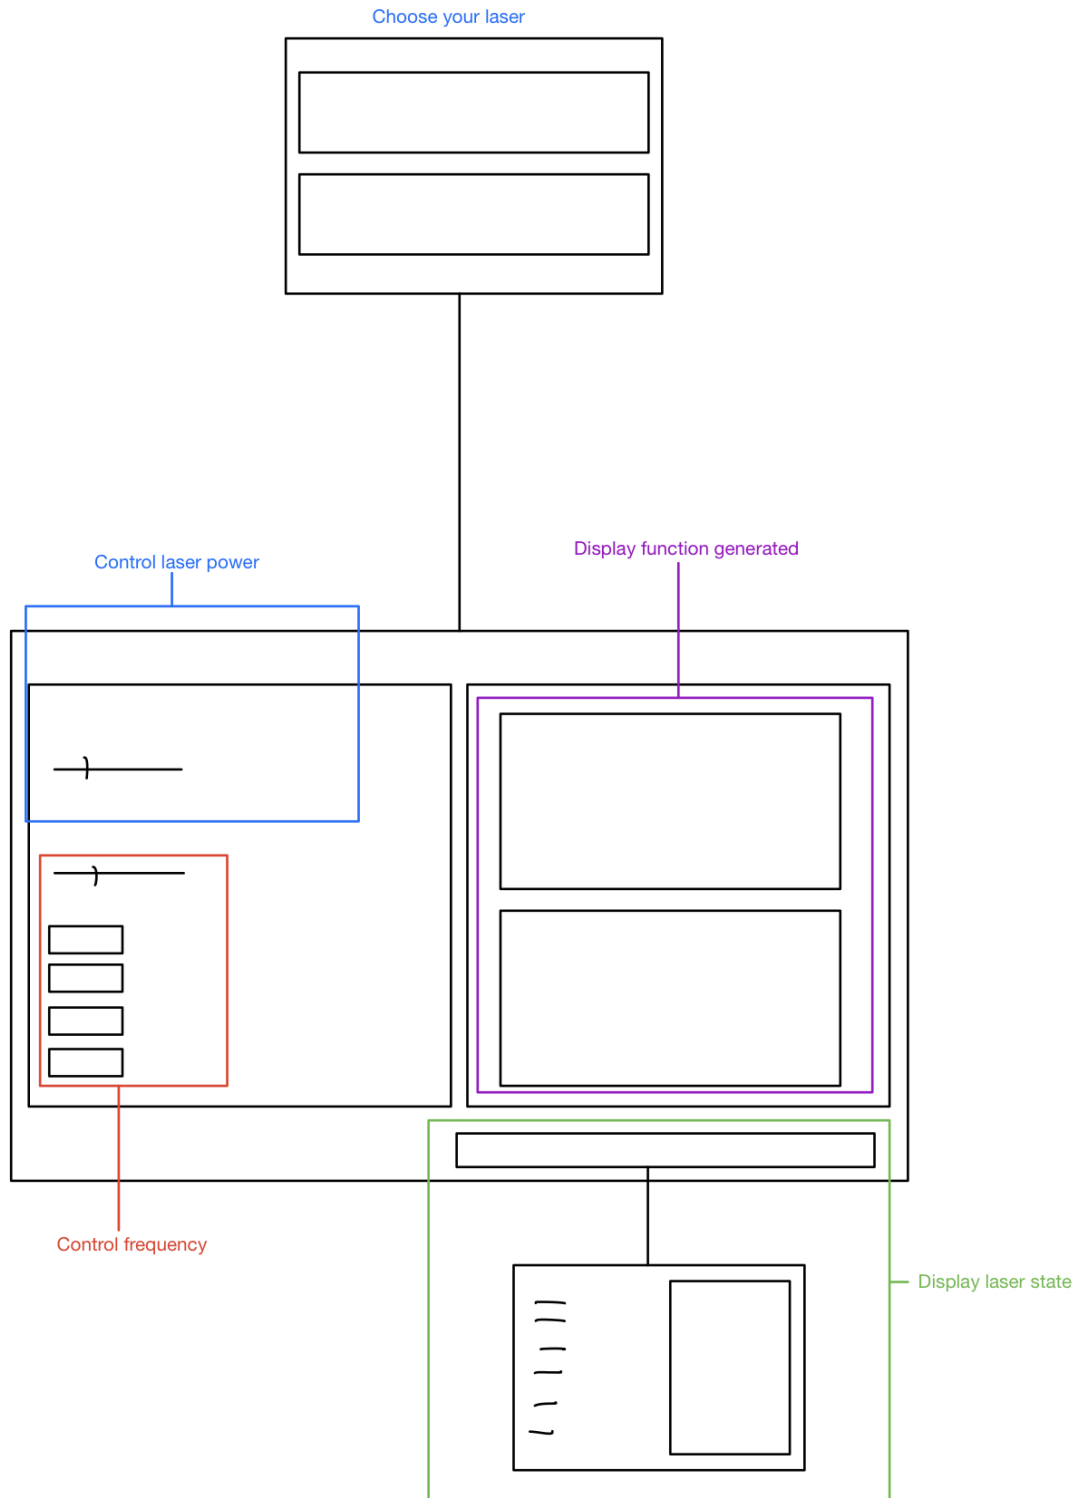 Choose your laser
Control laser power
Display function generated
Control frequency
Display laser state